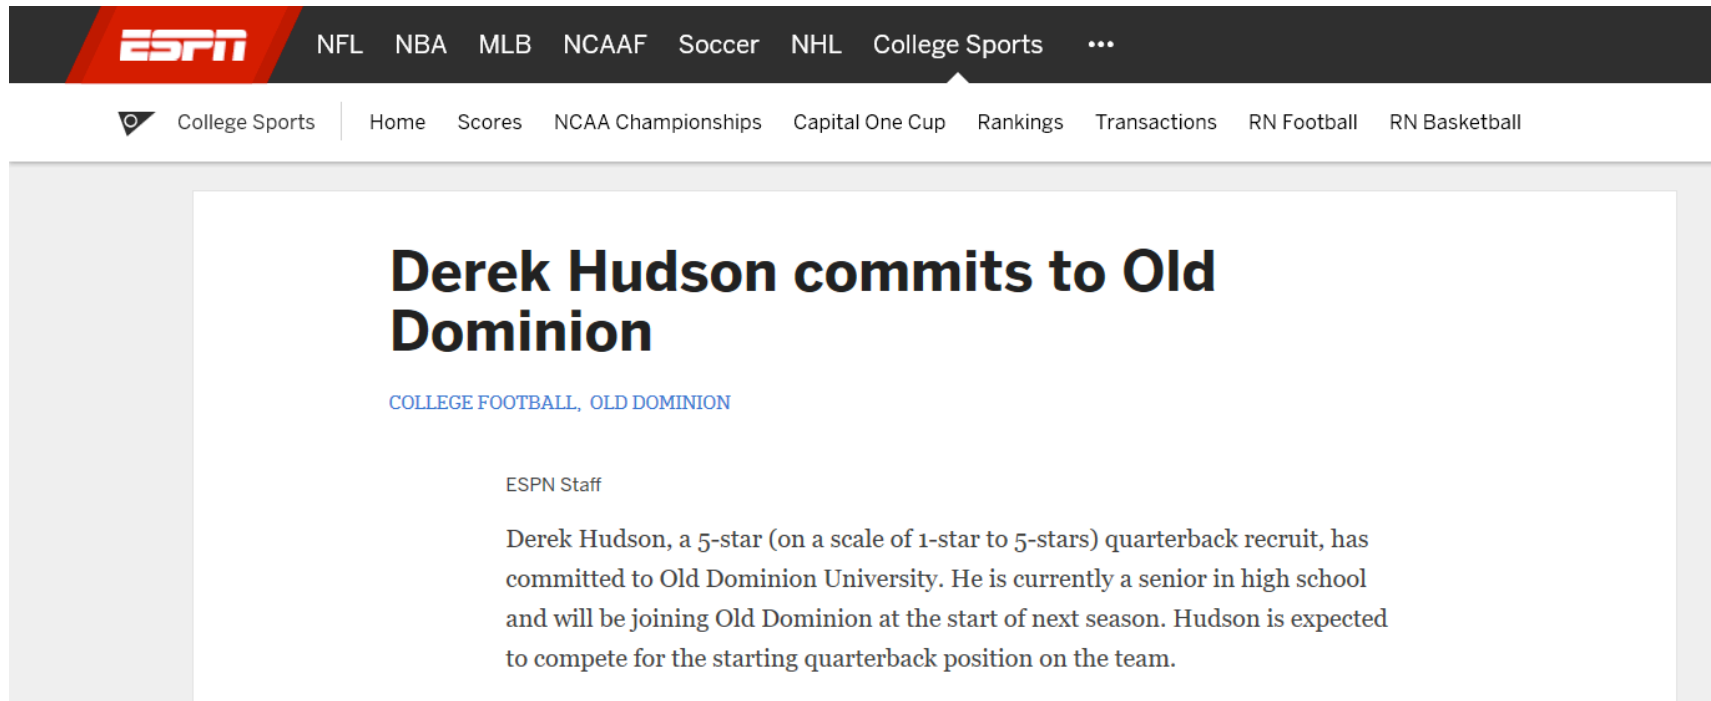 ESPN NFL NBA MLB NCAAF Soccer NHL College Sports •••
College Sports Home Scores NCAA Championships Capital One Cup Rankings Transactions RN Football RN Basketball
Derek Hudson commits to Old
Dominion
COLLEGE FOOTBALL, OLD DOMINION
ESPN Staff
Derek Hudson, a 5-star (on a scale of 1-star to 5-stars) quarterback recruit, has
committed to Old Dominion University. He is currently a senior in high school
and will be joining Old Dominion at the start of next season. Hudson is expected
to compete for the starting quarterback position on the team.